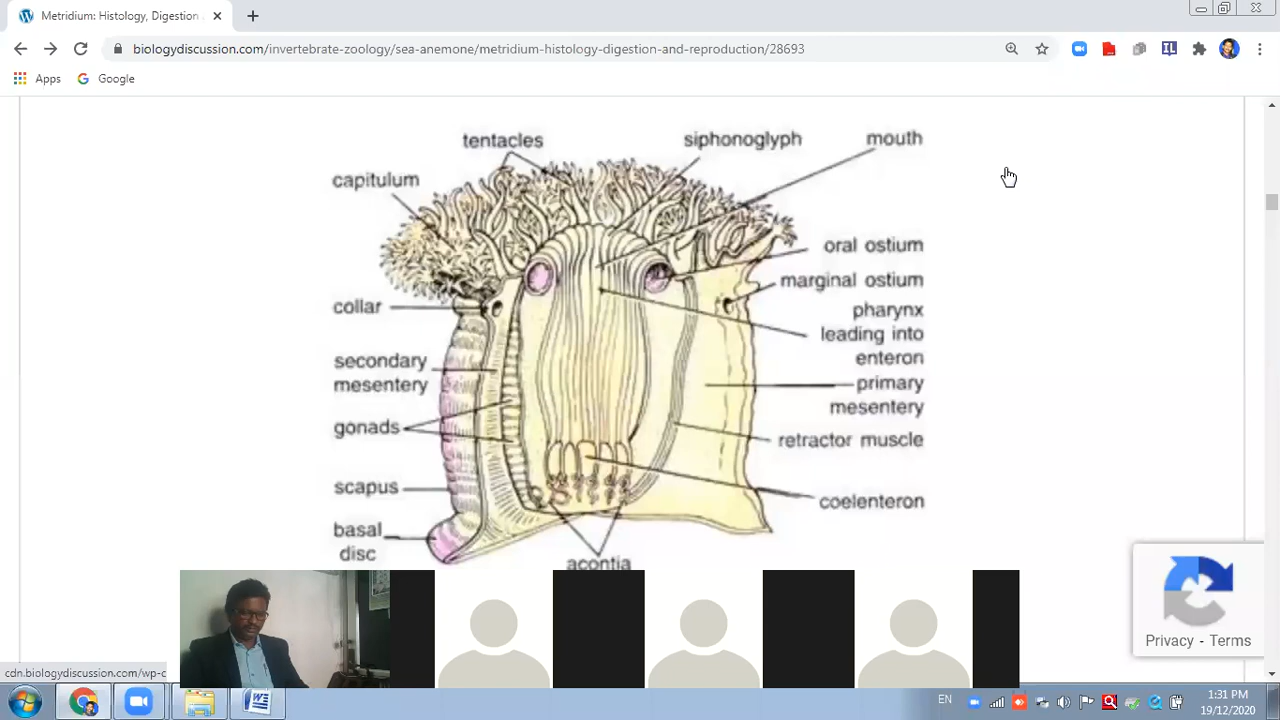 Metridium: Histology, Digestion
biologydiscussion.com/invertebrate-zoology/sea-anemone/metridium-histology-digestion-and-reproduction/28693
Apps
Google
tentacles
siphonoglyph
mouth
capitulum
oral ostium
marginal ostium
collar
pharynx
leading into
enteron
secondary
mesentery
primary
mesentery
gonads
retractor muscle
scapus
coelenteron
basal
disc
acontia
Privacy - Terms
cdn.biologydiscussion.com/wp-c
EN
1:31 PM
19/12/2020